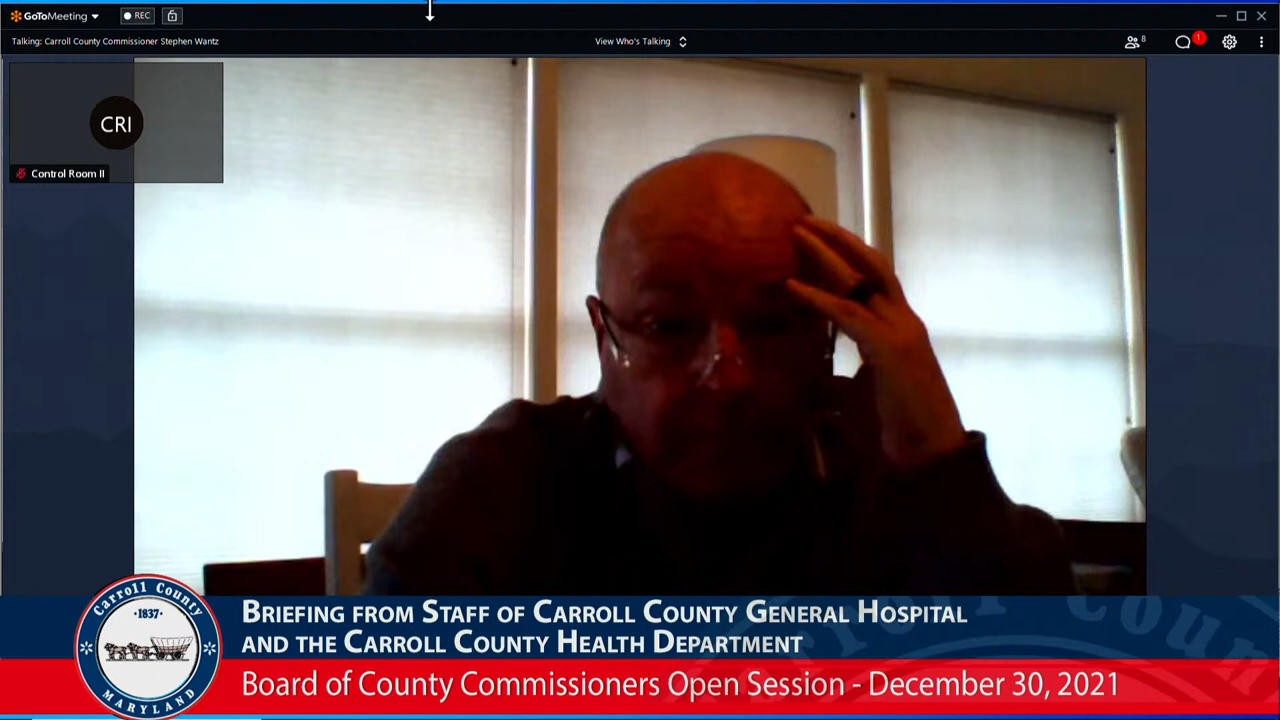 GoToMeeting
REC
Talking: Carroll County Commissioner Stephen Wantz
View Who's Talking
8
1
CRI
Control Room II
Carroll County
·1837·
MARYLAND
BRIEFING FROM STAFF OF CARROLL COUNTY GENERAL HOSPITAL
AND THE CARROLL COUNTY HEALTH DEPARTMENT
Board of County Commissioners Open Session - December 30, 2021